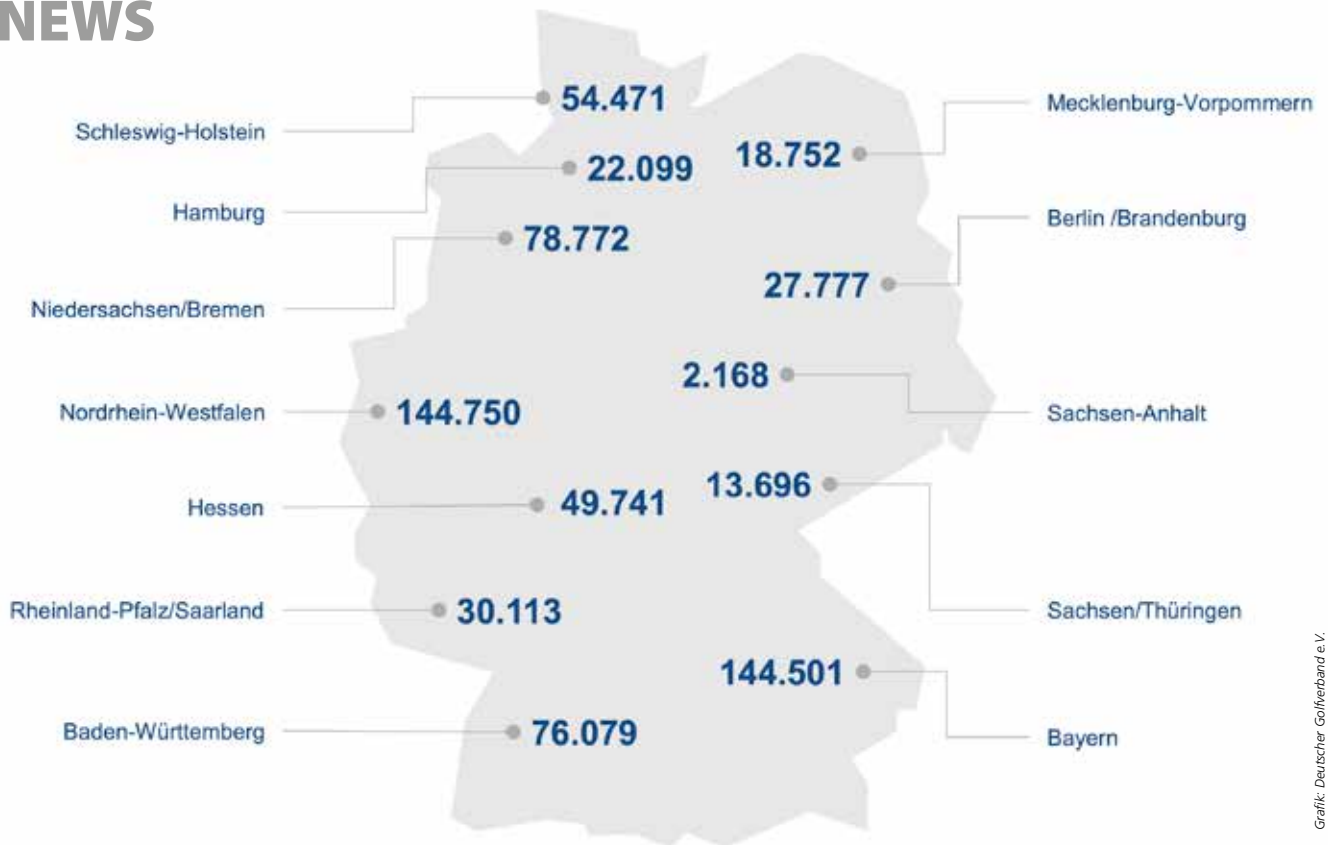 NEWS
Schleswig-Holstein
54.471
Hamburg
22.099
Niedersachsen/Bremen
78.772
Nordrhein-Westfalen
144.750
Hessen
49.741
Rheinland-Pfalz/Saarland
30.113
Baden-Württemberg
76.079
Mecklenburg-Vorpommern
18.752
Berlin /Brandenburg
27.777
Sachsen-Anhalt
2.168
Sachsen/Thüringen
13.696
Bayern
144.501
Grafik: Deutscher Golfverband e.V.